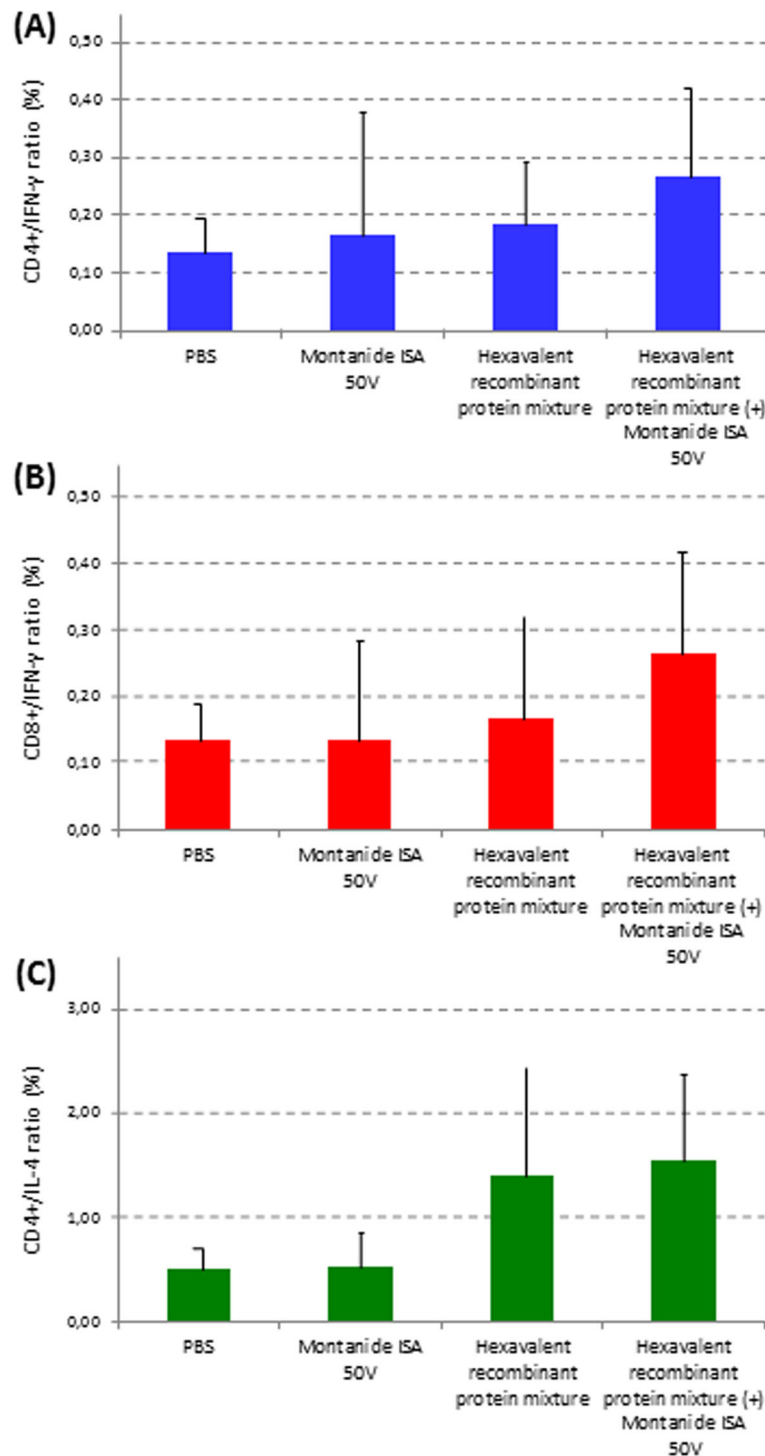 (A)
CD4+/IFN-γ ratio (%)
0,50
0,40
0,30
0,20
0,10
0,00
PBS
Montanide ISA
50V
Hexavalent
recombinant
protein mixture
Hexavalent
recombinant
protein mixture (+)
Montanide ISA
50V
(B)
CD8+/IFN-γ ratio (%)
0,50
0,40
0,30
0,20
0,10
0,00
PBS
Montanide ISA
50V
Hexavalent
recombinant
protein mixture
Hexavalent
recombinant
protein mixture (+)
Montanide ISA
50V
(C)
CD4+/IL-4 ratio (%)
3,00
2,00
1,00
0,00
PBS
Montanide ISA
50V
Hexavalent
recombinant
protein mixture
Hexavalent
recombinant
protein mixture (+)
Montanide ISA
50V